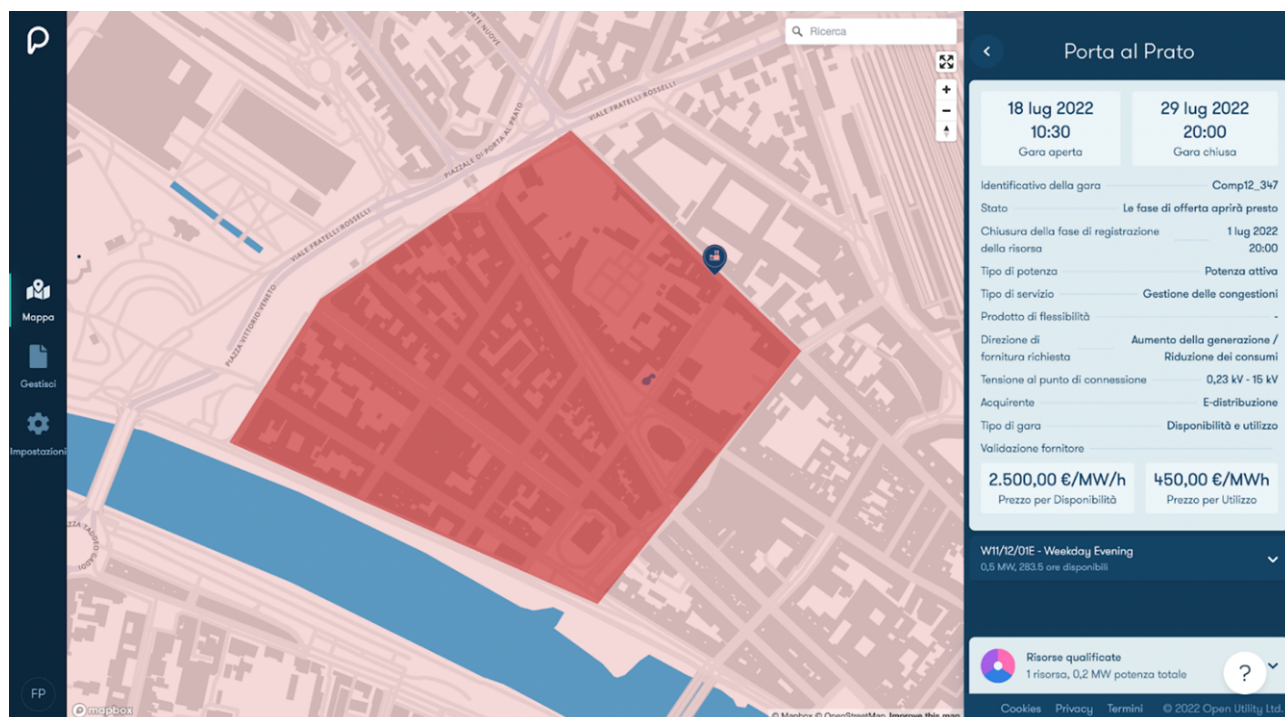 Ricerca
PORTE NUOVE
VIALE FRATELLI ROSSELLI
PIAZZALE DI PORTA AL PRATO
VIALE FRATELLI ROSSELLI
PIAZZA VITTORIO VENETO
PIAZZA TADDEO GADDI
Mappa
Gestisci
Impostazioni
FP
mapbox
© Mapbox © OpenStreetMap Improve this map
Porta al Prato
18 lug 2022
10:30
Gara aperta
29 lug 2022
20:00
Gara chiusa
Identificativo della gara Comp12_347
Stato Le fase di offerta aprirà presto
Chiusura della fase di registrazione 1 lug 2022
della risorsa 20:00
Tipo di potenza Potenza attiva
Tipo di servizio Gestione delle congestioni
Prodotto di flessibilità -
Direzione di Aumento della generazione /
fornitura richiesta Riduzione dei consumi
Tensione al punto di connessione 0,23 kV - 15 kV
Acquirente E-distribuzione
Tipo di gara Disponibilità e utilizzo
Validazione fornitore
2.500,00 €/MW/h
Prezzo per Disponibilità
450,00 €/MWh
Prezzo per Utilizzo
W11/12/01E - Weekday Evening
0,5 MW, 283.5 ore disponibili
Risorse qualificate
1 risorsa, 0,2 MW potenza totale
?
Cookies Privacy Termini © 2022 Open Utility Ltd.